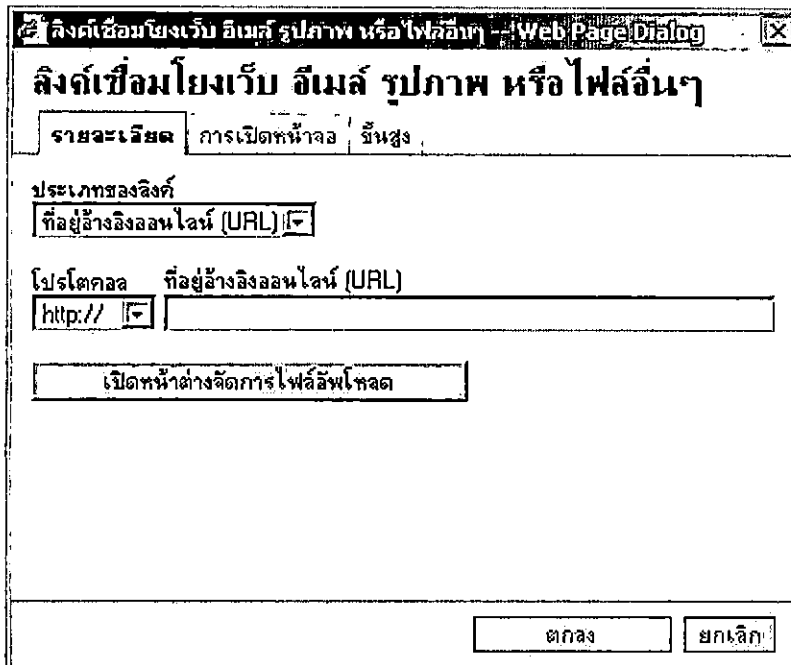 ลิงค์เชื่อมโยงเว็บ อีเมล์ รูปภาพ หรือไฟล์อื่นๆ -- Web Page Dialog
ลิงค์เชื่อมโยงเว็บ อีเมล์ รูปภาพ หรือไฟล์อื่นๆ
รายละเอียด การเปิดหน้าจอ ขั้นสูง
ประเภทของลิงค์
ที่อยู่อ้างอิงออนไลน์ (URL)
โปรโตคอล ที่อยู่อ้างอิงออนไลน์ (URL)
http://
เปิดหน้าต่างจัดการไฟล์อัพโหลด
ตกลง ยกเลิก